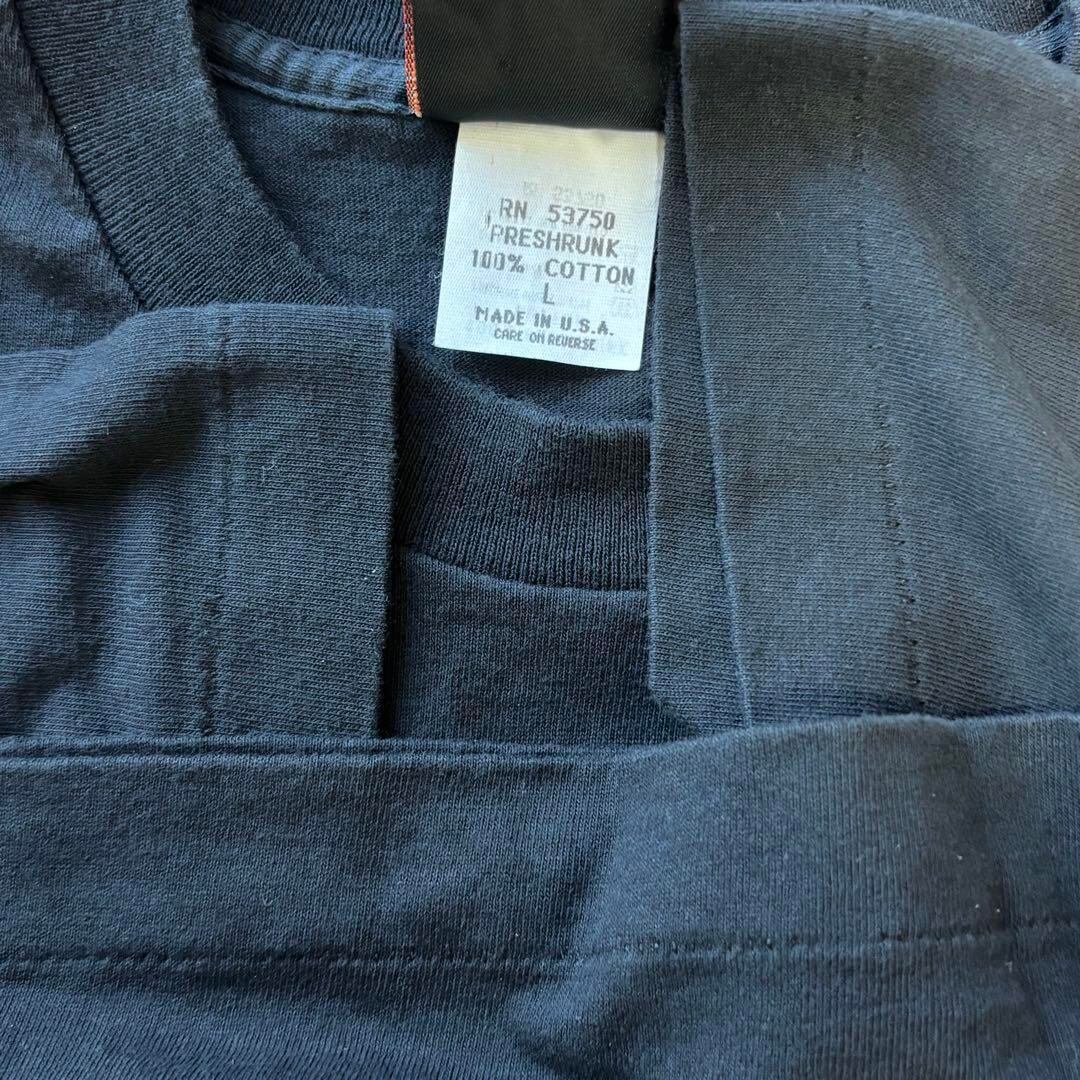 RN 53750
PRESHRUNK
100% COTTON
L
MADE IN U.S.A.
CARE ON REVERSE